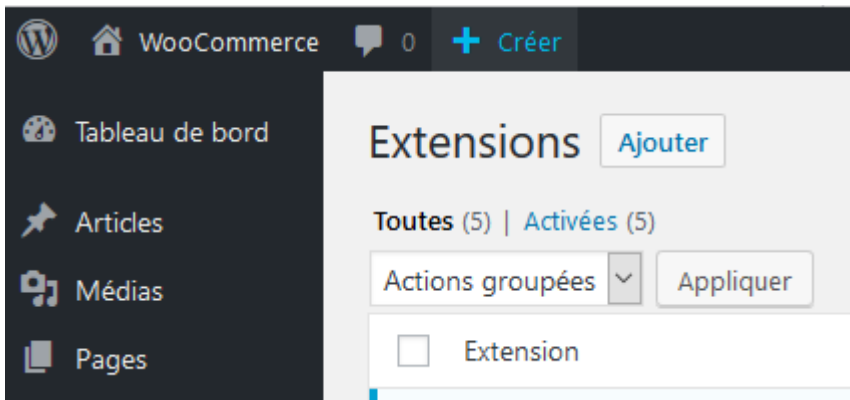 WooCommerce 0 + Créer
Tableau de bord
Extensions Ajouter
Articles
Toutes (5) | Activées (5)
Médias
Actions groupées Appliquer
Pages
Extension